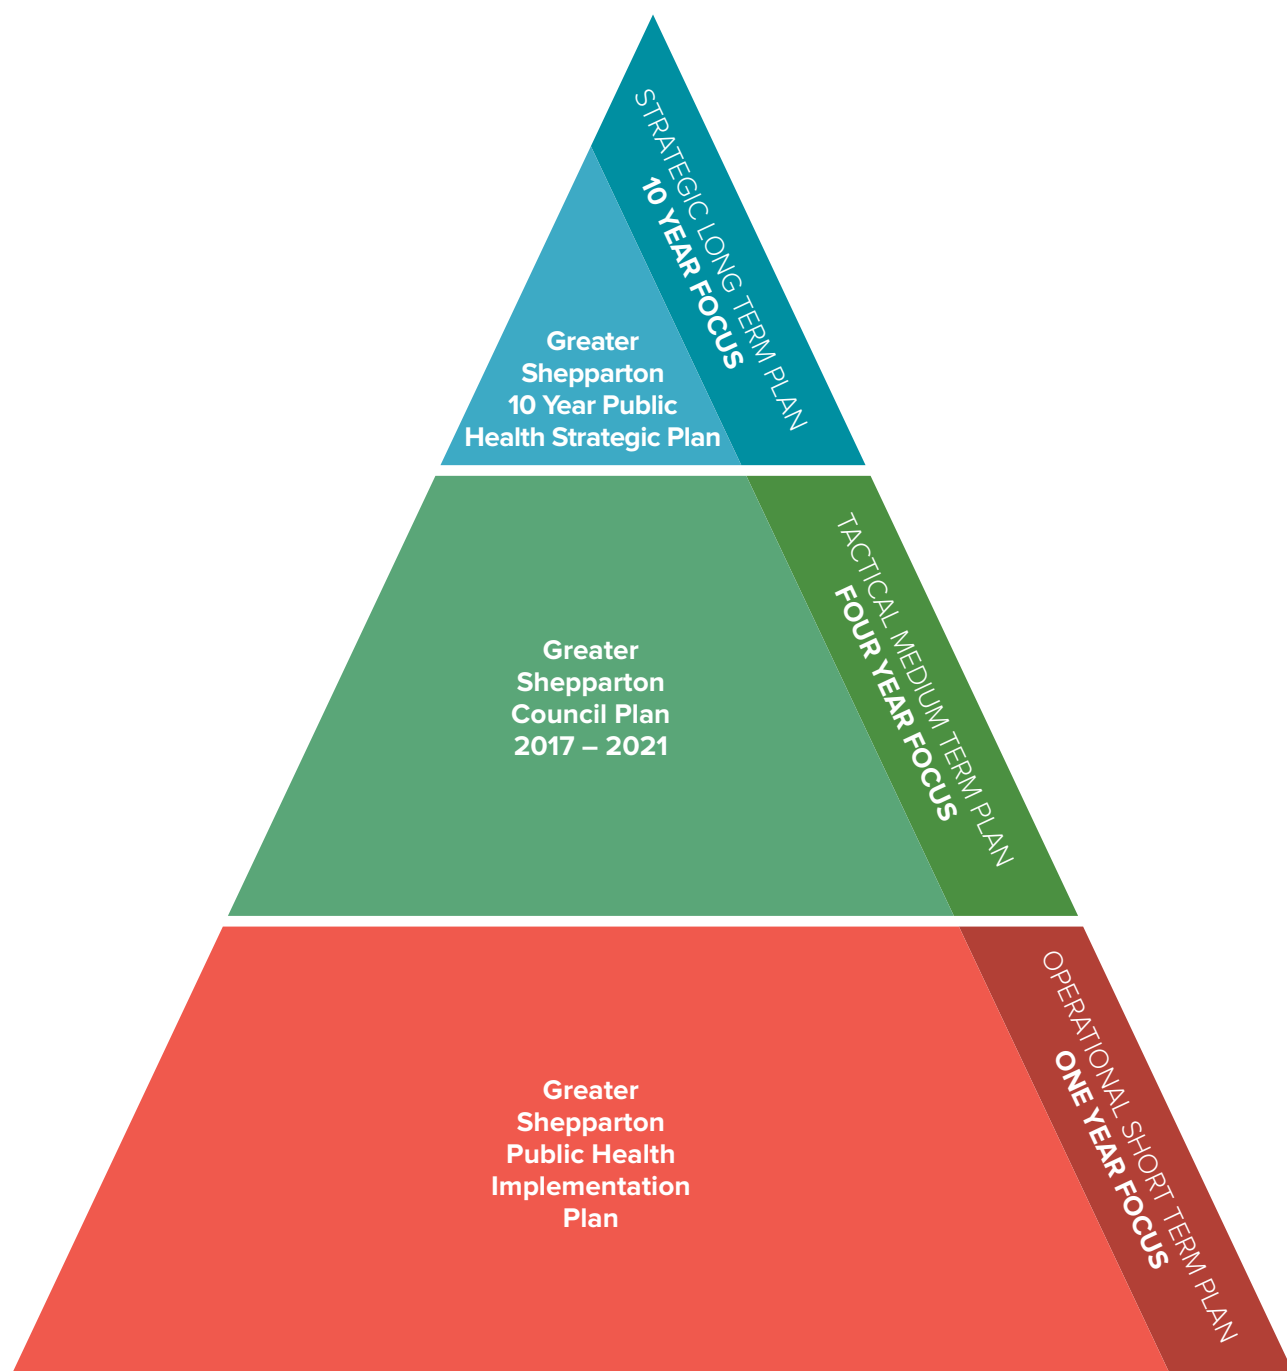 STRATEGIC LONG TERM PLAN
10 YEAR FOCUS
Greater
Shepparton
10 Year Public
Health Strategic Plan
TACTICAL MEDIUM TERM PLAN
FOUR YEAR FOCUS
Greater
Shepparton
Council Plan
2017 – 2021
OPERATIONAL SHORT TERM PLAN
ONE YEAR FOCUS
Greater
Shepparton
Public Health
Implementation
Plan